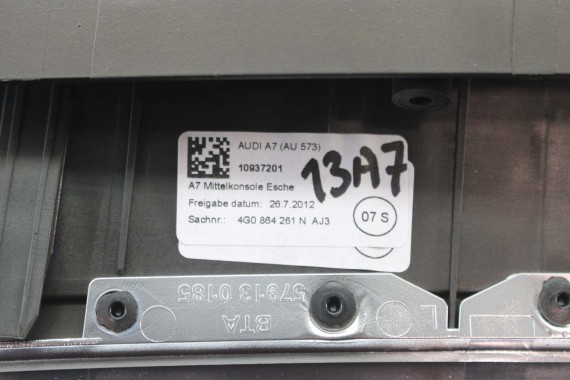 AUDI A7 (AU 573)
10937201
13A7
A7 Mittelkonsole Esche
Freigabe datum: 26.7.2012
Sachnr.: 4G0 864 261 N AJ3
07 S
57913 0185
BTA